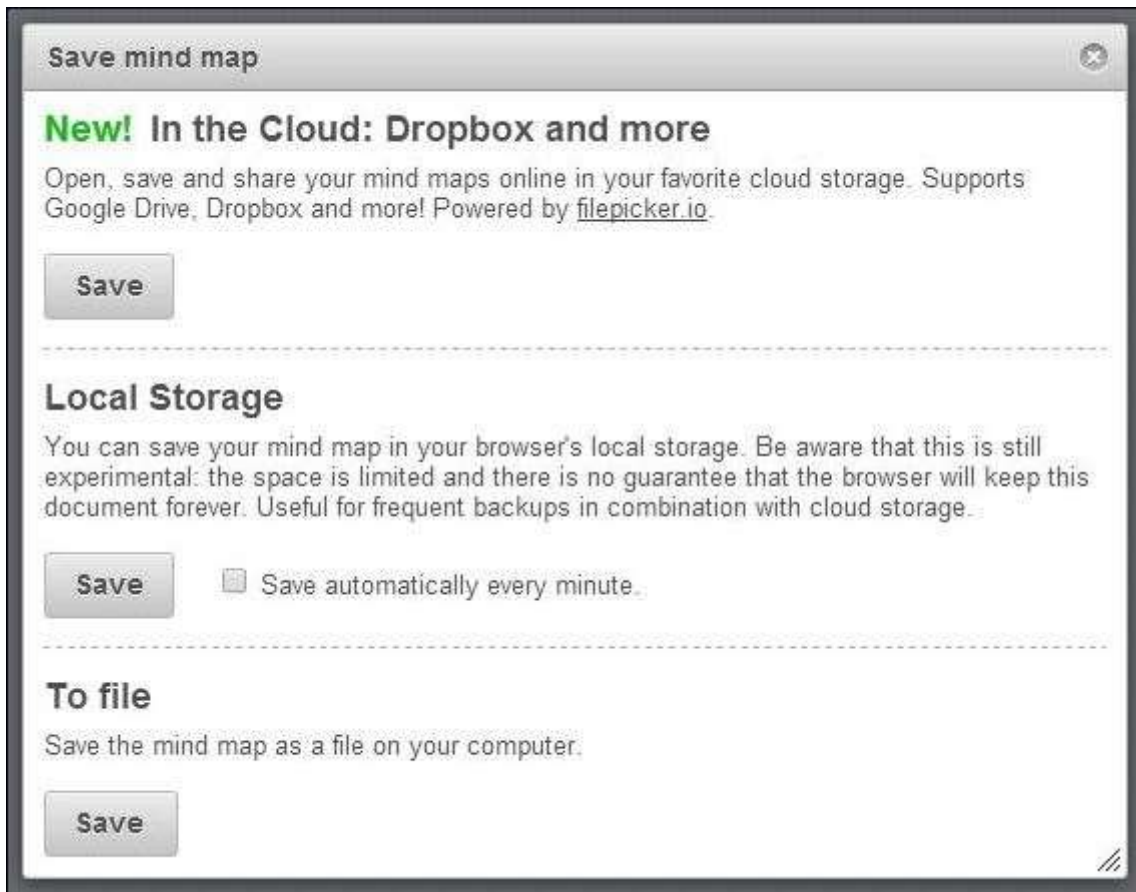 Save mind map
New! In the Cloud: Dropbox and more
Open, save and share your mind maps online in your favorite cloud storage. Supports
Google Drive, Dropbox and more! Powered by filepicker.io.
Save
Local Storage
You can save your mind map in your browser's local storage. Be aware that this is still
experimental: the space is limited and there is no guarantee that the browser will keep this
document forever. Useful for frequent backups in combination with cloud storage.
Save Save automatically every minute.
To file
Save the mind map as a file on your computer.
Save